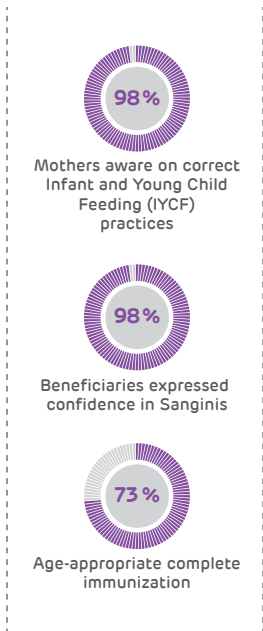 98%
Mothers aware on correct
Infant and Young Child
Feeding (IYCF)
practices
98%
Beneficiaries expressed
confidence in Sanginis
73 %
Age-appropriate complete
immunization